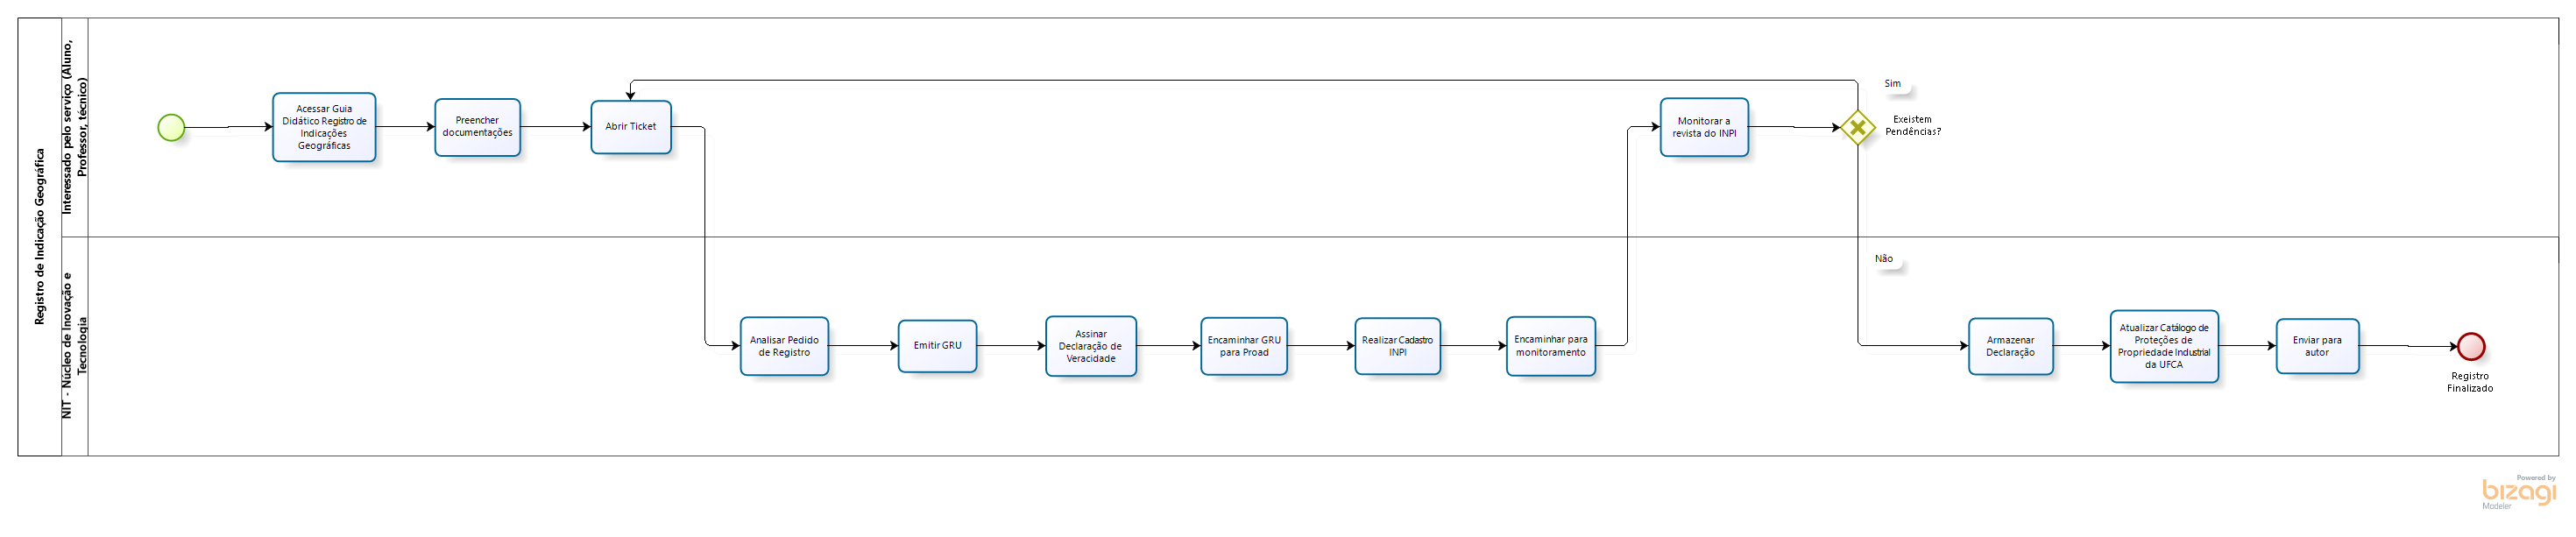 Registro de Indicação Geográfica
Interessado pelo serviço (Aluno,
Professor, técnico)
Acessar Guia
Didático Registro de
Indicações
Geográficas
Preencher
documentações
Abrir Ticket
Monitorar a
revista do INPI
Sim
Exeistem
Pendências?
NIT - Núcleo de Inovação e
Tecnologia
Não
Analisar Pedido
de Registro
Emitir GRU
Assinar
Declaração de
Veracidade
Encaminhar GRU
para Proad
Realizar Cadastro
INPI
Encaminhar para
monitoramento
Armazenar
Declaração
Atualizar Catálogo de
Proteções de
Propriedade Industrial
da UFCA
Enviar para
autor
Registro
Finalizado
Powered by
bizagi
Modeler